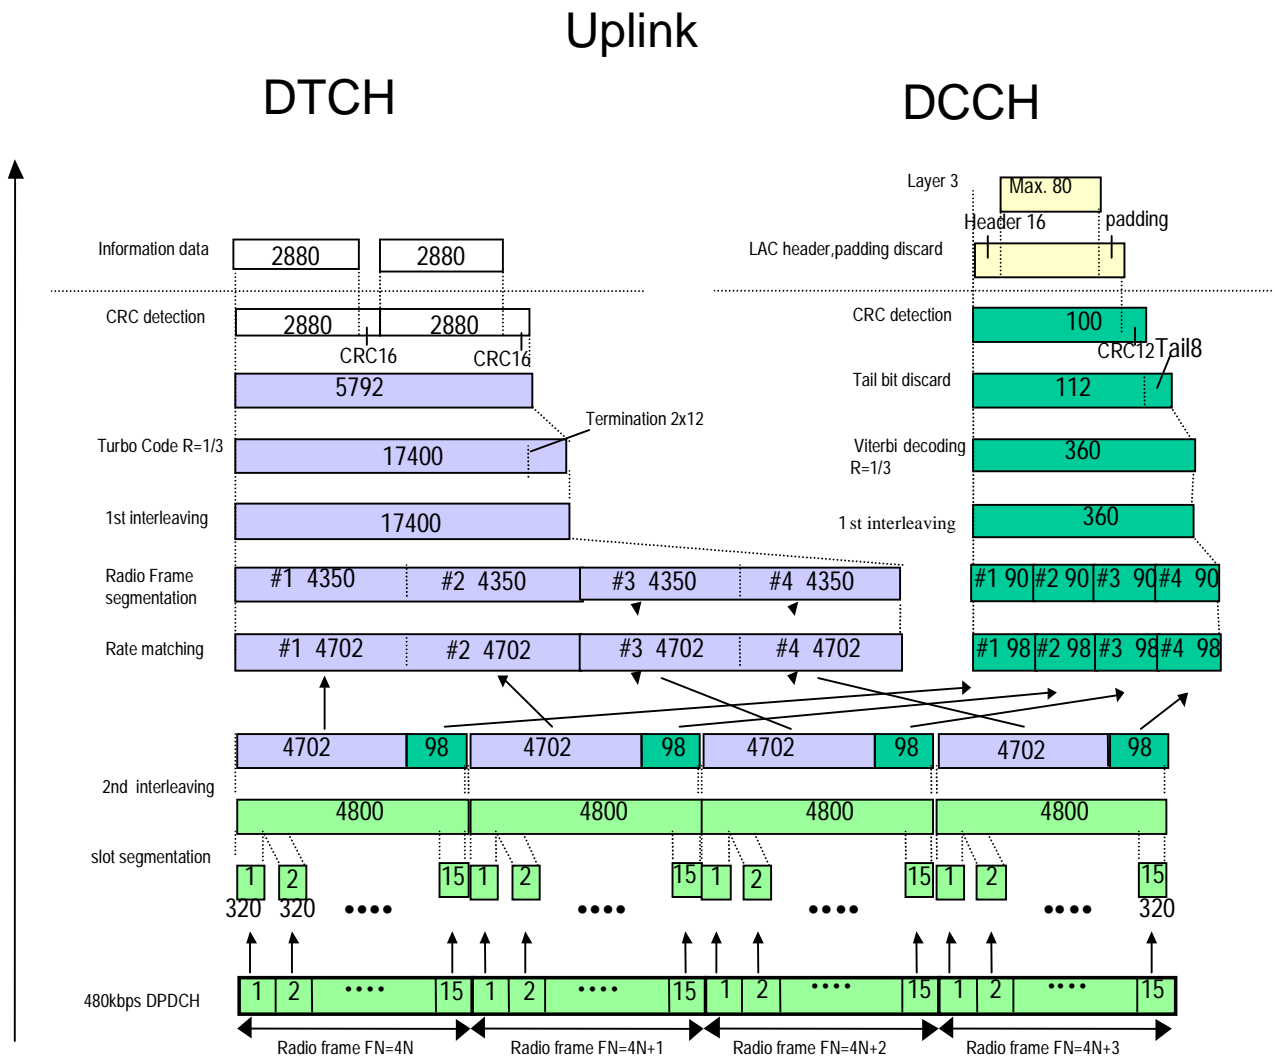 Uplink
DTCH
DCCH
Layer 3
Max. 80
Header 16
padding
Information data
2880
2880
LAC header,padding discard
CRC detection
2880
2880
CRC16
CRC16
CRC detection
100
CRC12
Tail8
5792
Tail bit discard
112
Termination 2x12
Turbo Code R=1/3
17400
Viterbi decoding
R=1/3
360
1st interleaving
17400
1st interleaving
360
Radio Frame
segmentation
#1 4350
#2 4350
#3 4350
#4 4350
#1 90
#2 90
#3 90
#4 90
Rate matching
#1 4702
#2 4702
#3 4702
#4 4702
#1 98
#2 98
#3 98
#4 98
4702
98
4702
98
4702
98
4702
98
2nd interleaving
4800
4800
4800
4800
slot segmentation
1
2
15
1
2
15
1
2
15
1
2
15
320
320
••••
••••
••••
••••
320
480kbps DPDCH
1
2
••••
15
1
2
••••
15
1
2
••••
15
1
2
••••
15
Radio frame FN=4N
Radio frame FN=4N+1
Radio frame FN=4N+2
Radio frame FN=4N+3